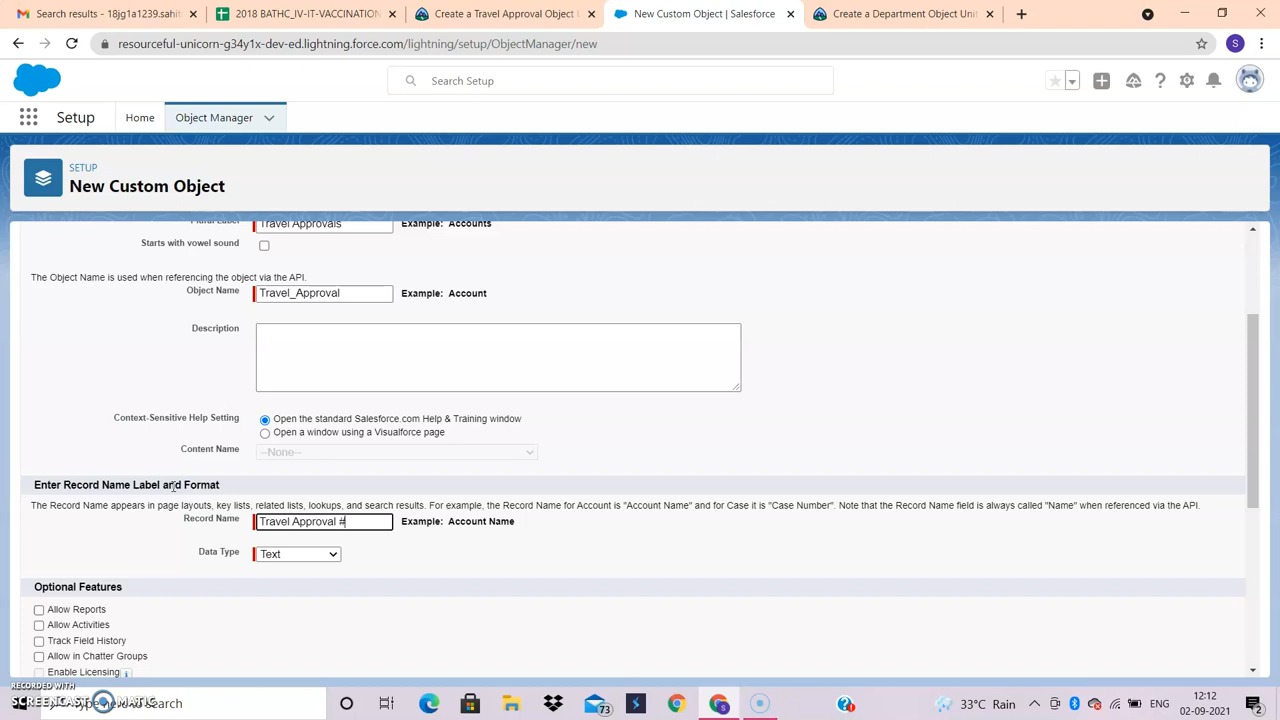 Search results - 18jg1a1239.sahit
2018 BATHC_IV-IT-VACCINATION
Create a Travel Approval Object U
New Custom Object | Salesforce
Create a Department Object Unit
resourceful-unicorn-g34y1x-dev-ed.lightning.force.com/lightning/setup/ObjectManager/new
S
Search Setup
Setup
Home
Object Manager
SETUP
New Custom Object
Plural Label
Travel Approvals
Example: Accounts
Starts with vowel sound
The Object Name is used when referencing the object via the API.
Object Name
Travel_Approval
Example: Account
Description
Context-Sensitive Help Setting
Open the standard Salesforce.com Help & Training window
Open a window using a Visualforce page
Content Name
--None--
Enter Record Name Label and Format
The Record Name appears in page layouts, key lists, related lists, lookups, and search results. For example, the Record Name for Account is "Account Name" and for Case it is "Case Number". Note that the Record Name field is always called "Name" when referenced via the API.
Record Name
Travel Approval #
Example: Account Name
Data Type
Text
Optional Features
Allow Reports
Allow Activities
Track Field History
Allow in Chatter Groups
Enable Licensing i
RECORDED WITH
SCREENCAST MATIC
Type here to search
73
S
33°C Rain
ENG
12:12
02-09-2021
2